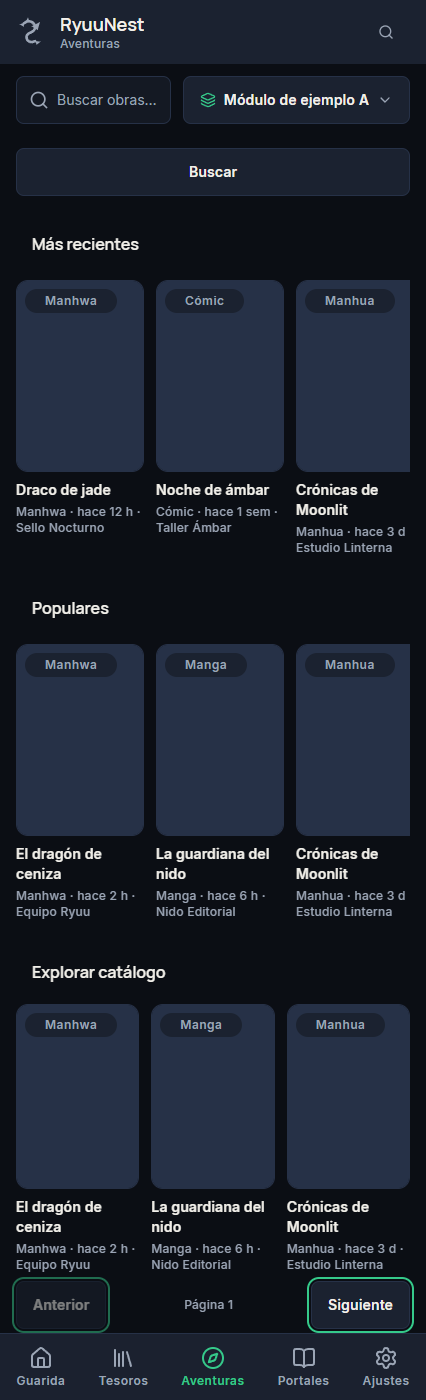 RyuuNest
Aventuras
Buscar obras...
Módulo de ejemplo A
Buscar
Más recientes
Manhwa
Cómic
Manhua
Draco de jade
Noche de ámbar
Crónicas de
Moonlit
Manhwa · hace 12 h ·
Sello Nocturno
Cómic · hace 1 sem ·
Taller Ámbar
Manhua · hace 3 d
Estudio Linterna
Populares
Manhwa
Manga
Manhua
El dragón de
ceniza
La guardiana del
nido
Crónicas de
Moonlit
Manhwa · hace 2 h ·
Equipo Ryuu
Manga · hace 6 h ·
Nido Editorial
Manhua · hace 3 d
Estudio Linterna
Explorar catálogo
Manhwa
Manga
Manhua
El dragón de
ceniza
La guardiana del
nido
Crónicas de
Moonlit
Manhwa · hace 2 h ·
Equipo Ryuu
Manga · hace 6 h ·
Nido Editorial
Manhua · hace 3 d ·
Estudio Linterna
Anterior
Página 1
Siguiente
Guarida
Tesoros
Aventuras
Portales
Ajustes